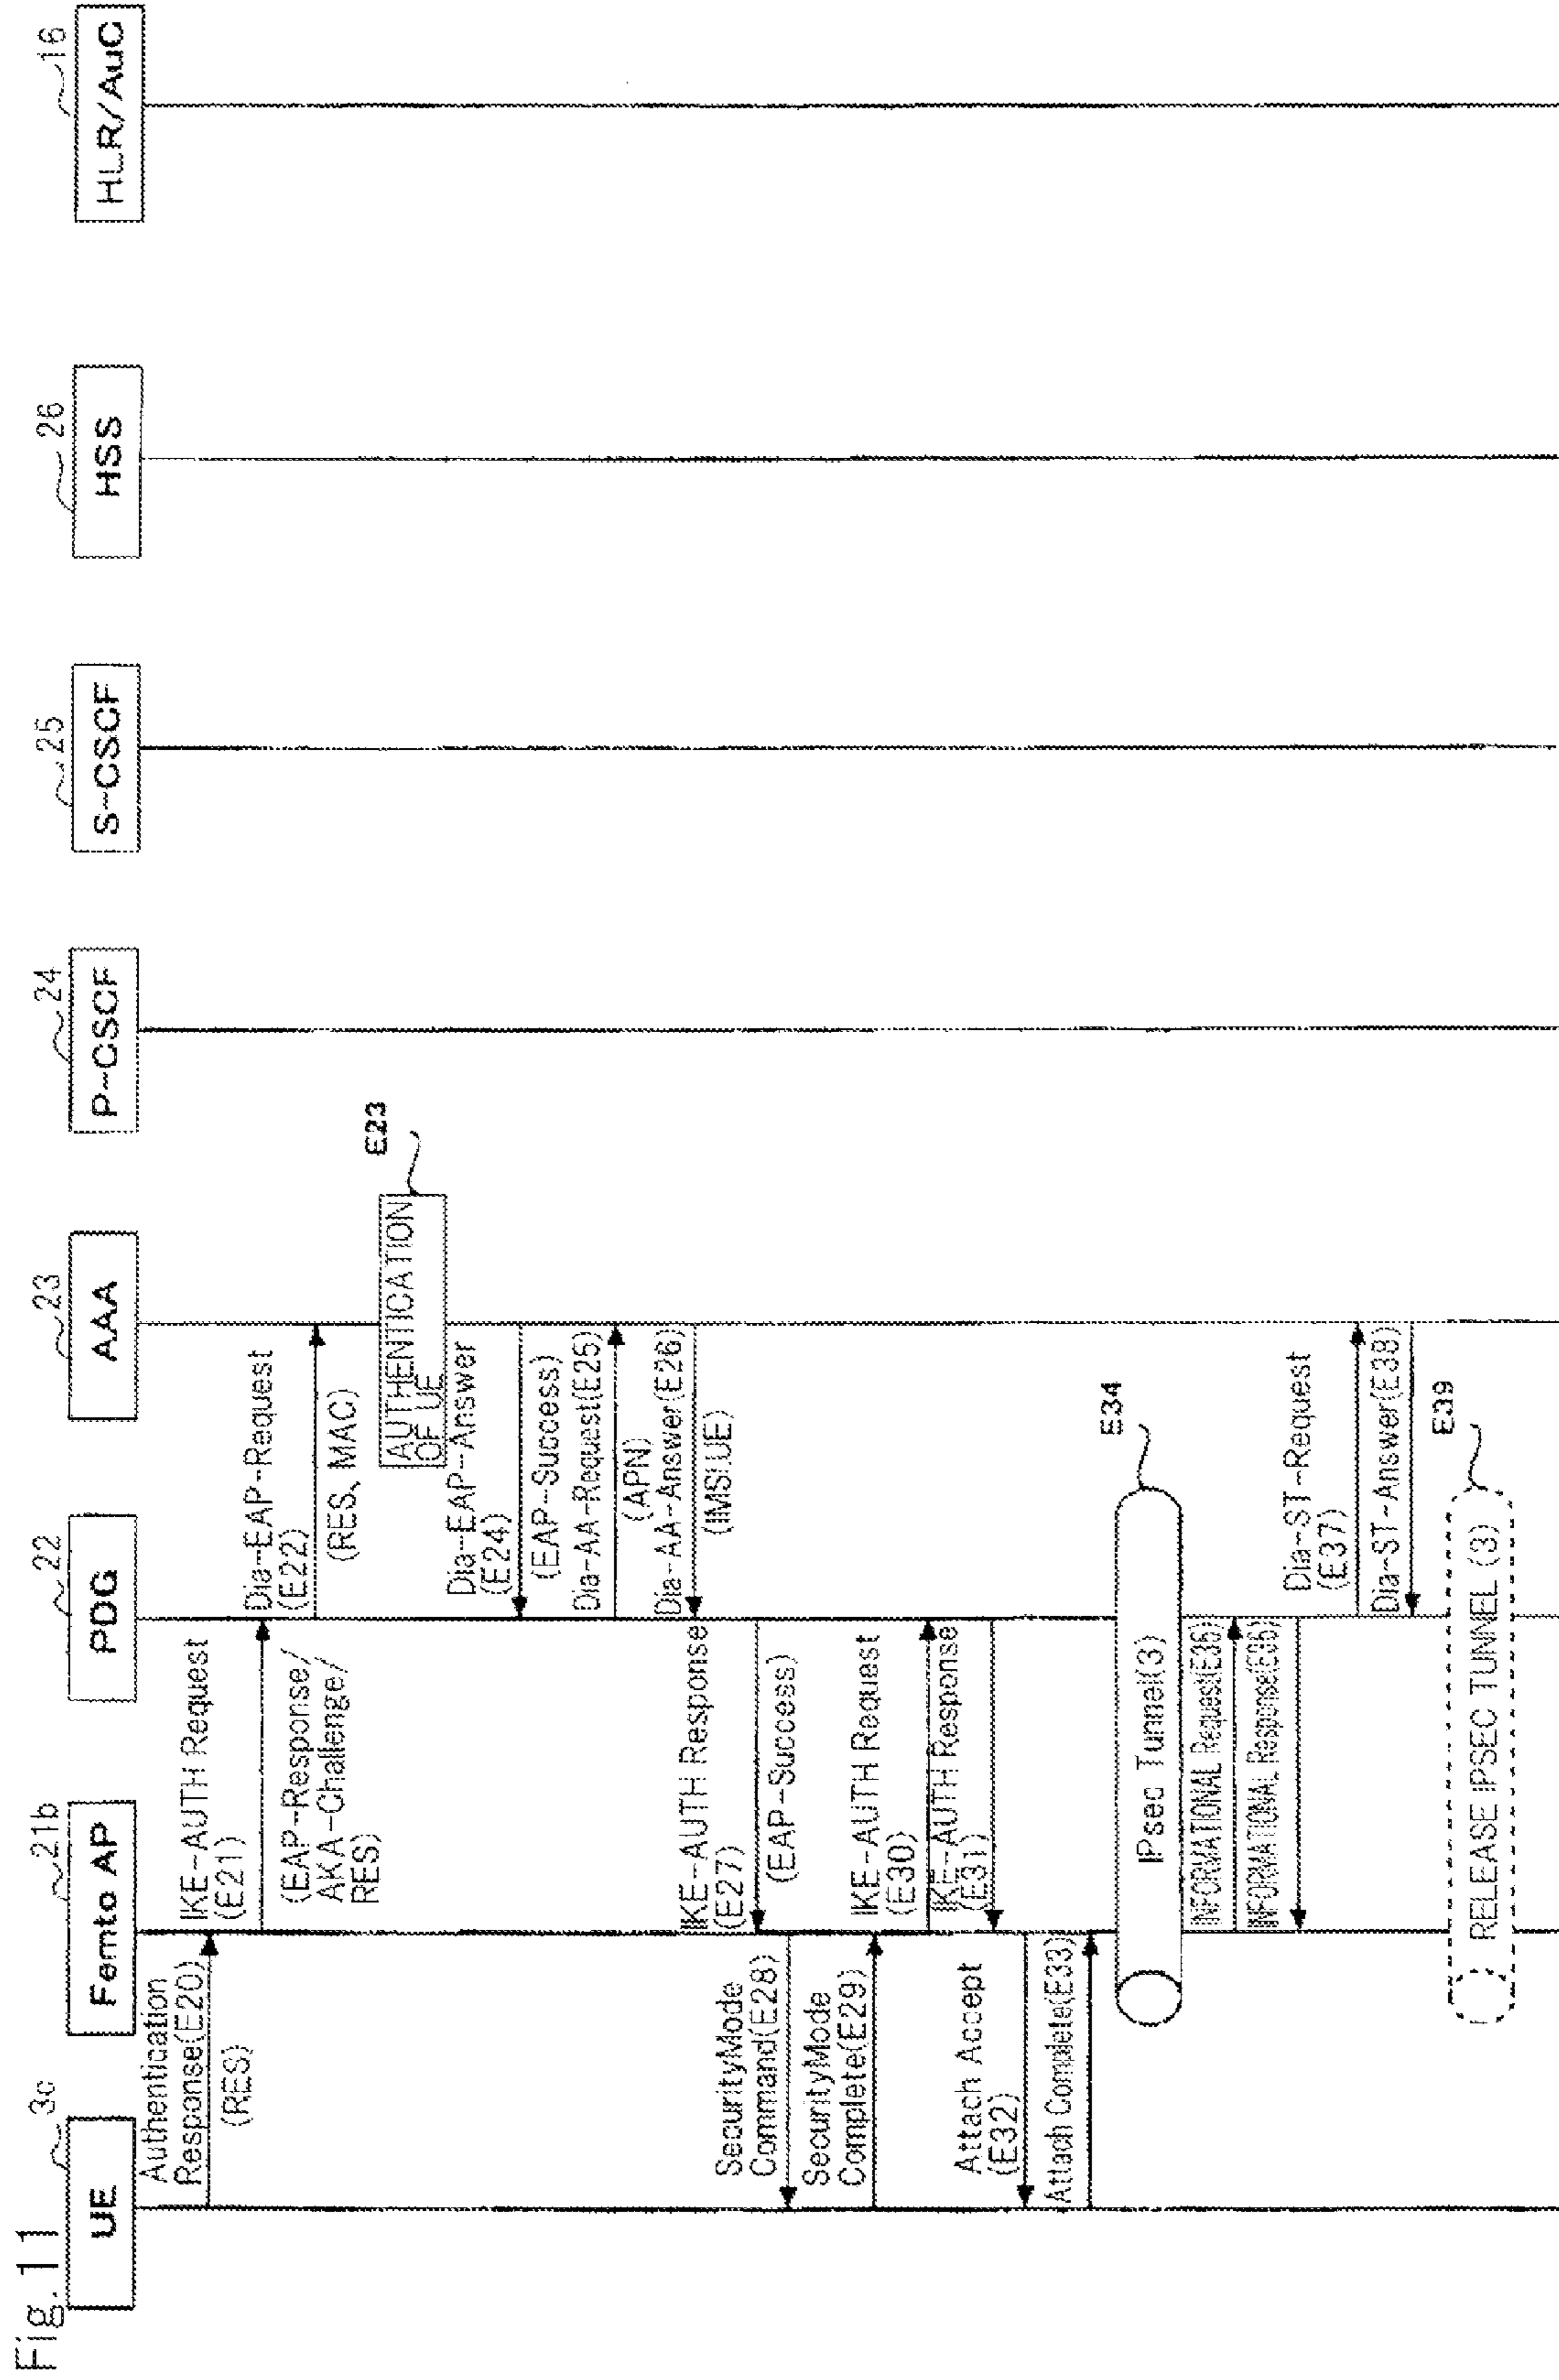 Fig.11
3c
UE
21b
Femto AP
22
PDG
23
AAA
24
P-CSCF
25
S-CSCF
26
HSS
16
HLR/AuC
Authentication
Response(E20)
(RES)
IKE-AUTH Request
(E21)
(EAP-Response/
AKA-Challenge/
RES)
Dia-EAP-Request
(E22)
(RES、MAC)
AUTHENTICATION
OF UE
E23
Dia-EAP-Answer
(E24)
(EAP-Success)
Dia-AA-Request(E25)
(APN)
Dia-AA-Answer(E26)
(IMSI.UE)
IKE-AUTH Response
(E27)
(EAP-Success)
SecurityMode
Command(E28)
SecurityMode
Complete(E29)
IKE-AUTH Request
(E30)
IKE-AUTH Response
(E31)
Attach Accept
(E32)
Attach Complete(E33)
IPsec Tunnel(3)
E34
INFORMATIONAL Request(E35)
INFORMATIONAL Response(E36)
Dia-ST-Request
(E37)
Dia-ST-Answer(E38)
RELEASE IPSEC TUNNEL (3)
E39